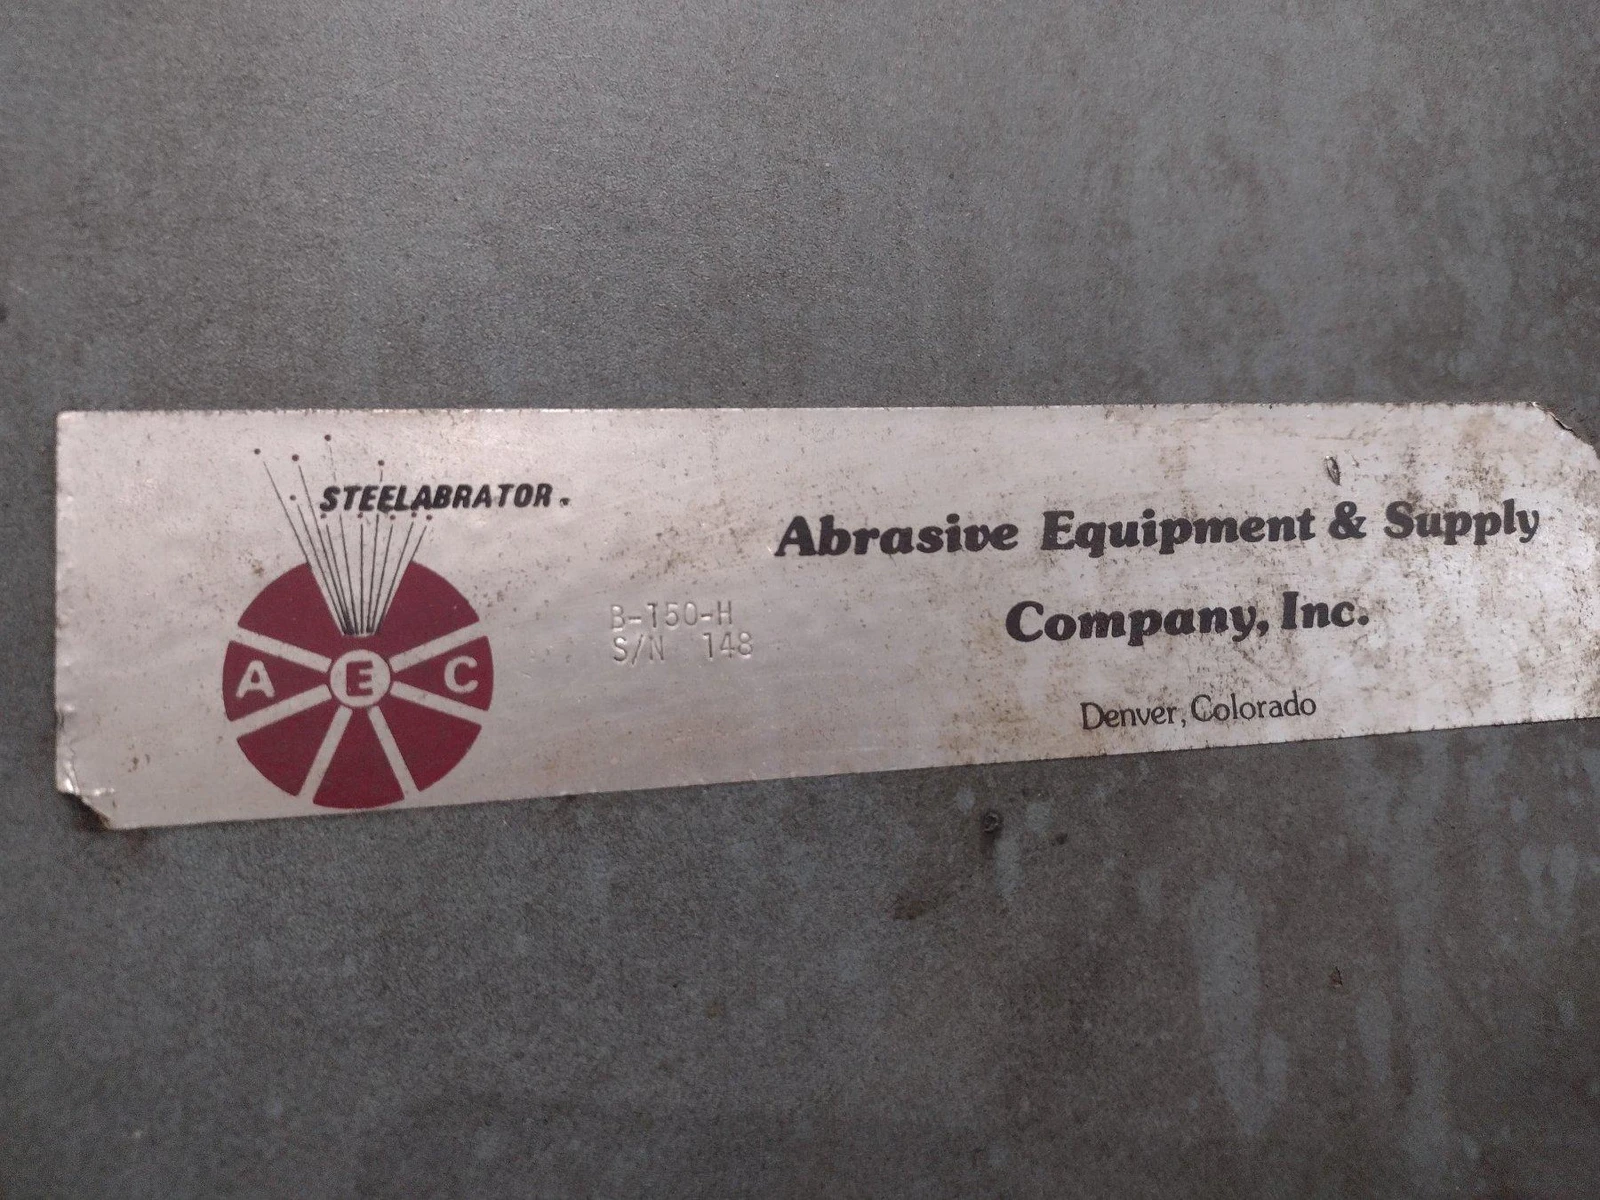 STEELABRATOR.
A E C
B-150-H
S/N 148
Abrasive Equipment & Supply
Company, Inc.
Denver, Colorado